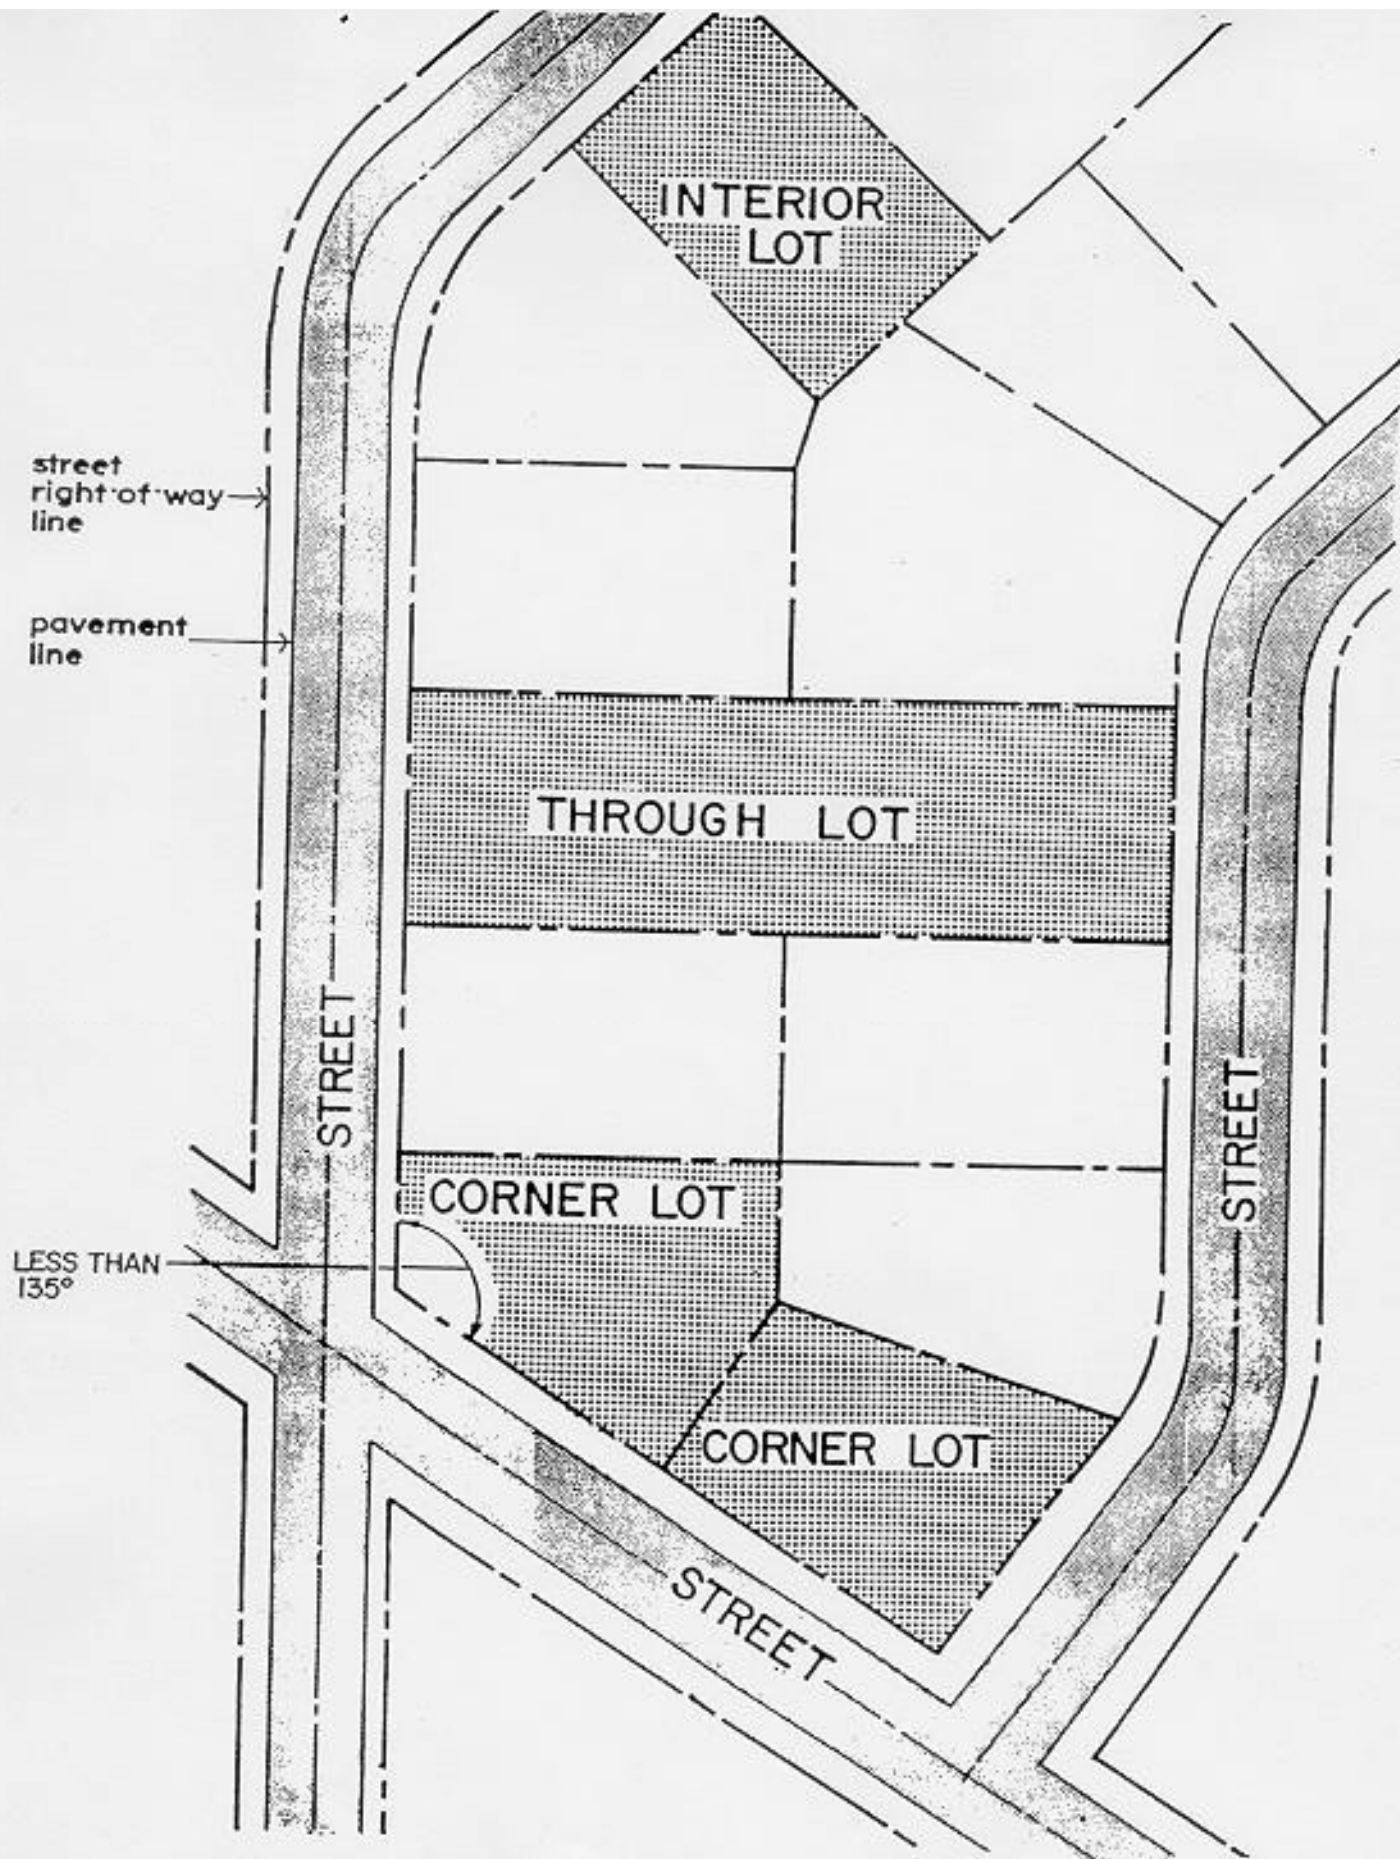 INTERIOR
LOT
street
right-of-way
line
pavement
line
THROUGH LOT
STREET
STREET
CORNER LOT
LESS THAN
135°
CORNER LOT
STREET